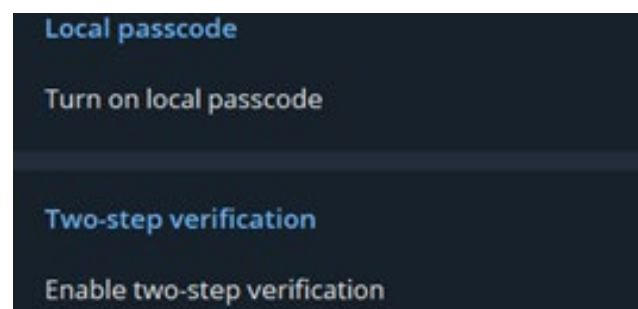 Local passcode
Turn on local passcode
Two-step verification
Enable two-step verification